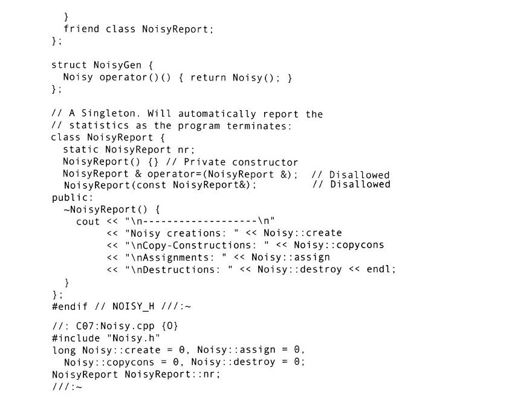 }
  friend class NoisyReport;
};
struct NoisyGen {
  Noisy operator()() { return Noisy(); }
};
// A Singleton. Will automatically report the
// statistics as the program terminates:
class NoisyReport {
  static NoisyReport nr;
  NoisyReport() {} // Private constructor
  NoisyReport & operator=(NoisyReport &);  // Disallowed
  NoisyReport(const NoisyReport&);         // Disallowed
public:
  ~NoisyReport() {
    cout << "\n-------------------\n"
         << "Noisy creations: " << Noisy::create
         << "\nCopy-Constructions: " << Noisy::copycons
         << "\nAssignments: " << Noisy::assign
         << "\nDestructions: " << Noisy::destroy << endl;
  }
};
#endif // NOISY_H ///:~
//: C07:Noisy.cpp {O}
#include "Noisy.h"
long Noisy::create = 0, Noisy::assign = 0,
  Noisy::copycons = 0, Noisy::destroy = 0;
NoisyReport NoisyReport::nr;
///:~